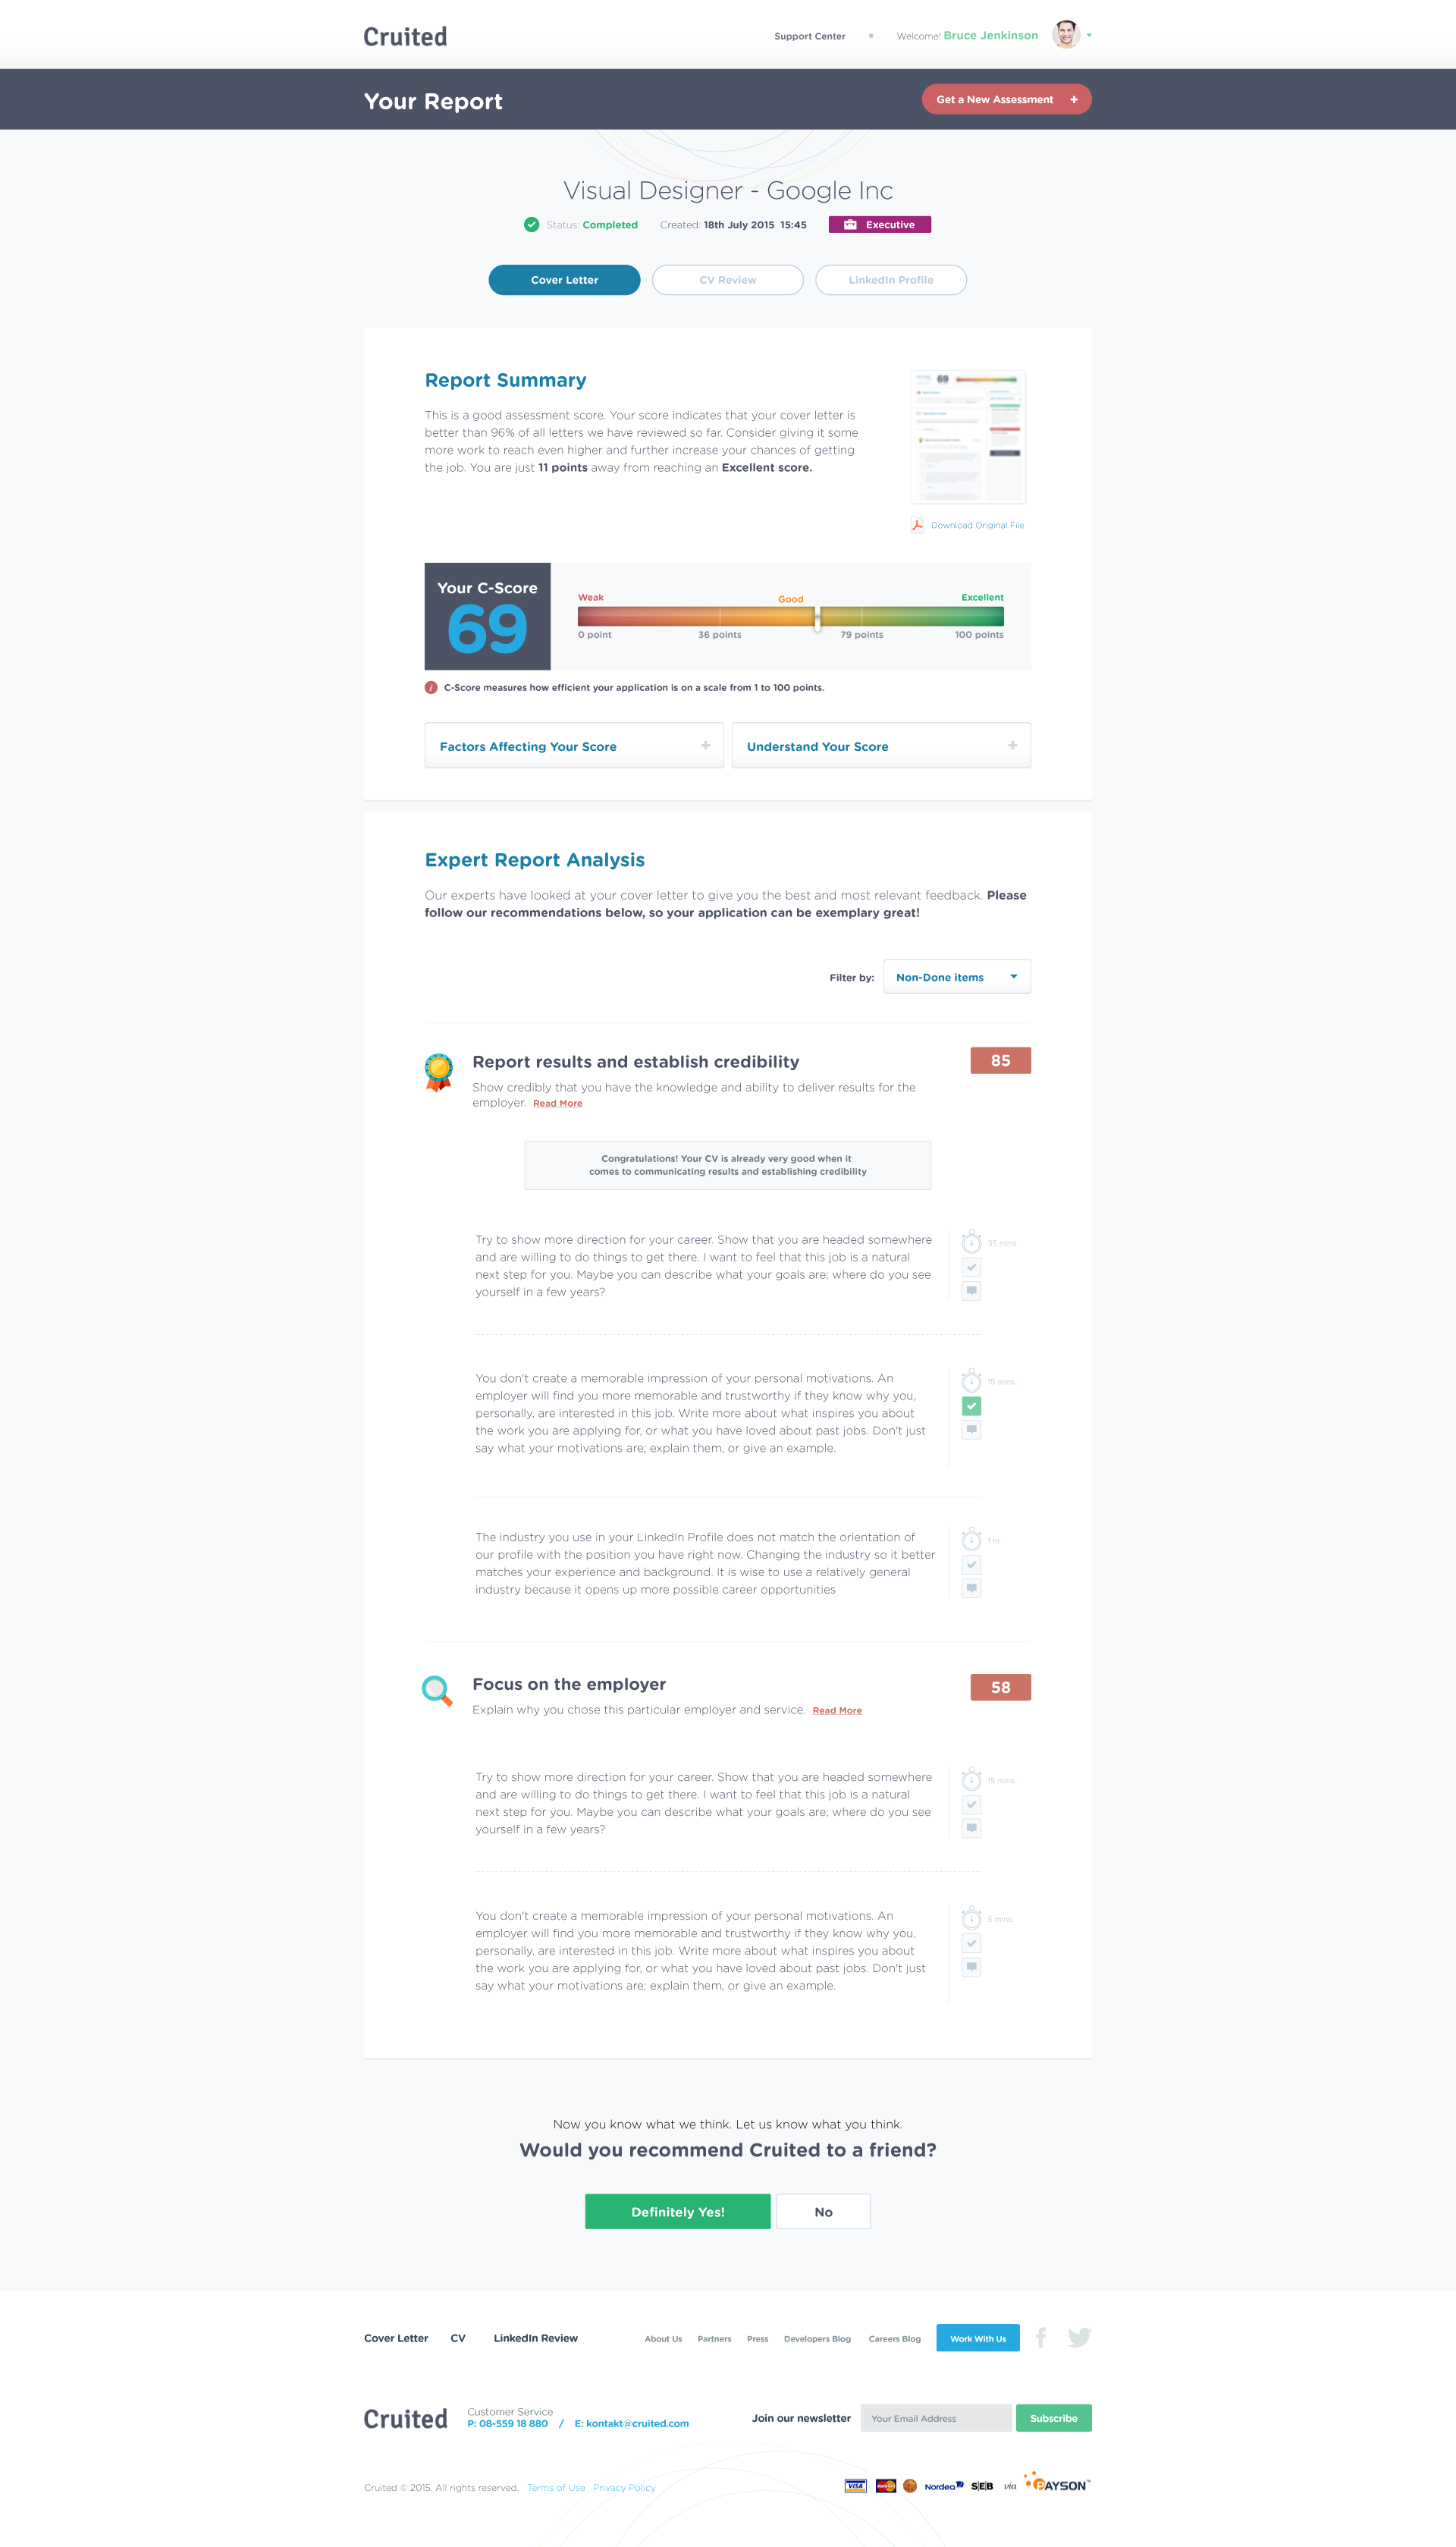 Cruited
Support Center
Welcome! Bruce Jenkinson
Your Report
Get a New Assessment +
Visual Designer - Google Inc
Status: Completed
Created: 18th July 2015 15:45
Executive
Cover Letter
CV Review
LinkedIn Profile
Report Summary
This is a good assessment score. Your score indicates that your cover letter is
better than 96% of all letters we have reviewed so far. Consider giving it some
more work to reach even higher and further increase your chances of getting
the job. You are just 11 points away from reaching an Excellent score.
Download Original File
Your C-Score
69
Weak
Good
Excellent
0 point
36 points
79 points
100 points
C-Score measures how efficient your application is on a scale from 1 to 100 points.
Factors Affecting Your Score +
Understand Your Score +
Expert Report Analysis
Our experts have looked at your cover letter to give you the best and most relevant feedback. Please
follow our recommendations below, so your application can be exemplary great!
Filter by:
Non-Done items
Report results and establish credibility
85
Show credibly that you have the knowledge and ability to deliver results for the
employer. Read More
Congratulations! Your CV is already very good when it
comes to communicating results and establishing credibility
Try to show more direction for your career. Show that you are headed somewhere
and are willing to do things to get there. I want to feel that this job is a natural
next step for you. Maybe you can describe what your goals are; where do you see
yourself in a few years?
35 mins.
You don't create a memorable impression of your personal motivations. An
employer will find you more memorable and trustworthy if they know why you,
personally, are interested in this job. Write more about what inspires you about
the work you are applying for, or what you have loved about past jobs. Don't just
say what your motivations are; explain them, or give an example.
15 mins.
The industry you use in your LinkedIn Profile does not match the orientation of
our profile with the position you have right now. Changing the industry so it better
matches your experience and background. It is wise to use a relatively general
industry because it opens up more possible career opportunities
1 hr.
Focus on the employer
58
Explain why you chose this particular employer and service. Read More
Try to show more direction for your career. Show that you are headed somewhere
and are willing to do things to get there. I want to feel that this job is a natural
next step for you. Maybe you can describe what your goals are; where do you see
yourself in a few years?
15 mins.
You don't create a memorable impression of your personal motivations. An
employer will find you more memorable and trustworthy if they know why you,
personally, are interested in this job. Write more about what inspires you about
the work you are applying for, or what you have loved about past jobs. Don't just
say what your motivations are; explain them, or give an example.
5 mins.
Now you know what we think. Let us know what you think.
Would you recommend Cruited to a friend?
Definitely Yes!
No
Cover Letter
CV
LinkedIn Review
About Us
Partners
Press
Developers Blog
Careers Blog
Work With Us
Cruited
Customer Service
P: 08-559 18 880 / E: kontakt@cruited.com
Join our newsletter
Your Email Address
Subscribe
Cruited © 2015. All rights reserved. Terms of Use Privacy Policy
VISA
MasterCard
Nordea
SEB
via
PAYSON™